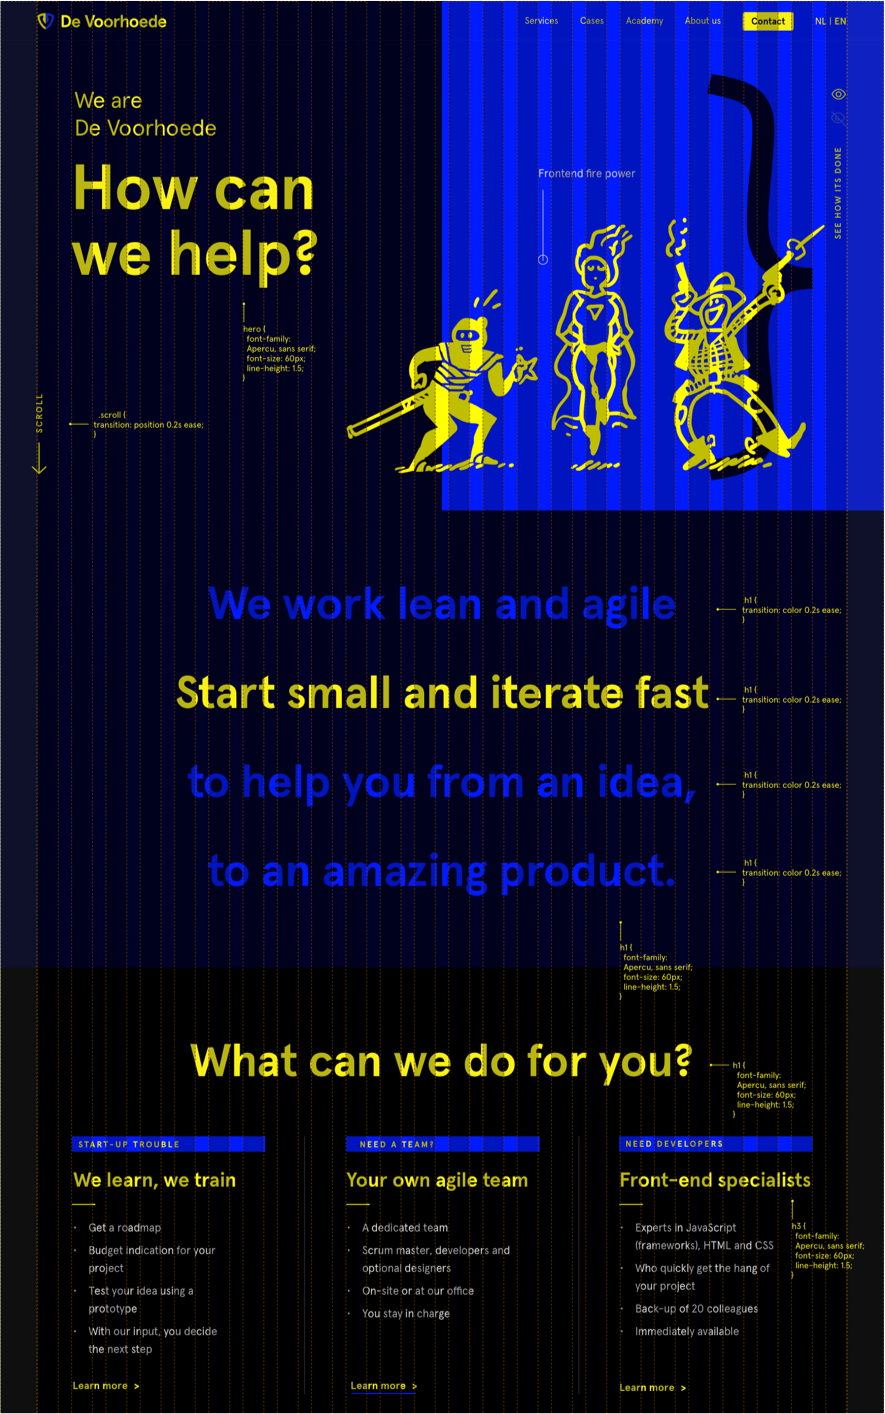 De Voorhoede
Services
Cases
Academy
About us
Contact
NL | EN
We are
De Voorhoede
How can
we help?
Frontend fire power
SEE HOW ITS DONE
hero {
font-family:
Apercu, sans serif;
font-size: 60px;
line-height: 1.5;
}
SCROLL
.scroll {
transition: position 0.2s ease;
}
We work lean and agile
h1 {
transition: color 0.2s ease;
}
Start small and iterate fast
h1 {
transition: color 0.2s ease;
}
to help you from an idea,
h1 {
transition: color 0.2s ease;
}
to an amazing product.
h1 {
transition: color 0.2s ease;
}
h1 {
font-family:
Apercu, sans serif;
font-size: 60px;
line-height: 1.5;
}
What can we do for you?
h1 {
font-family:
Apercu, sans serif;
font-size: 60px;
line-height: 1.5;
}
START-UP TROUBLE
We learn, we train
· Get a roadmap
· Budget indication for your
project
· Test your idea using a
prototype
· With our input, you decide
the next step
Learn more >
NEED A TEAM?
Your own agile team
· A dedicated team
· Scrum master, developers and
optional designers
· On-site or at our office
· You stay in charge
Learn more >
NEED DEVELOPERS
Front-end specialists
· Experts in JavaScript
(frameworks), HTML and CSS
· Who quickly get the hang of
your project
· Back-up of 20 colleagues
· Immediately available
Learn more >
h3 {
font-family:
Apercu, sans serif;
font-size: 60px;
line-height: 1.5;
}